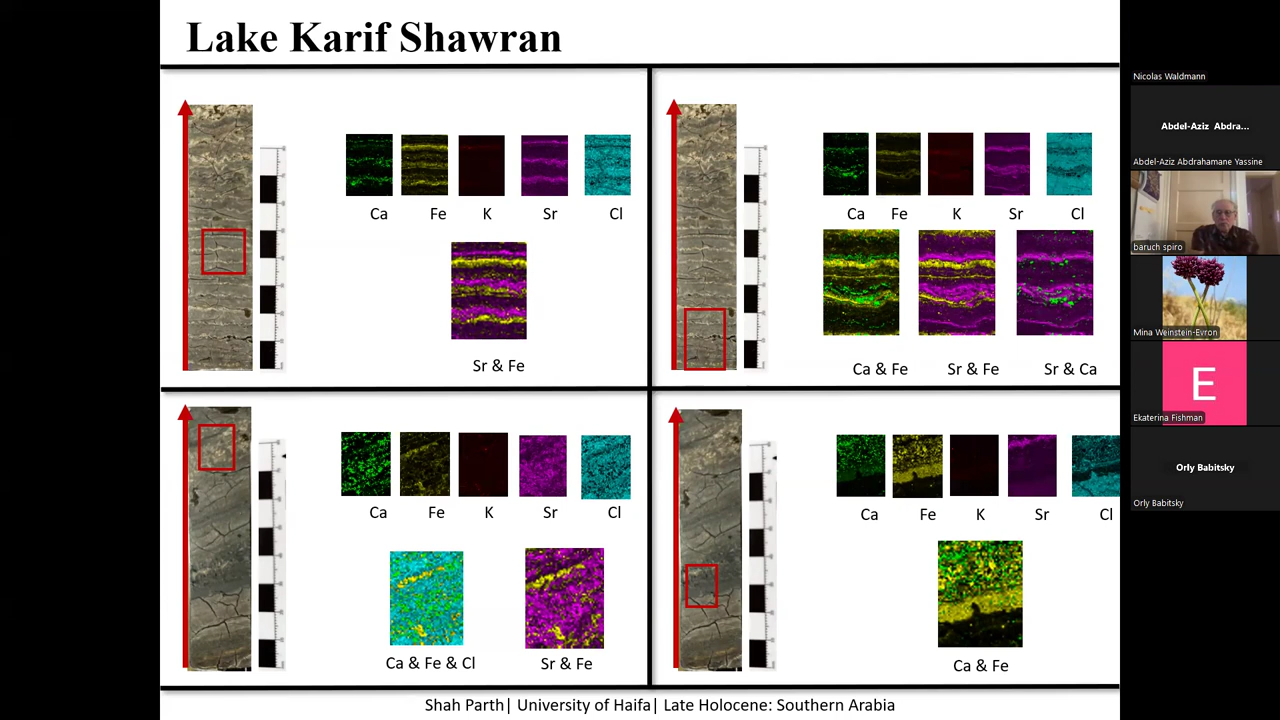 Lake Karif Shawran
Ca Fe K Sr Cl
Sr & Fe
Ca Fe K Sr Cl
Ca & Fe Sr & Fe Sr & Ca
Ca Fe K Sr Cl
Ca & Fe & Cl Sr & Fe
Ca Fe K Sr Cl
Ca & Fe
Shah Parth| University of Haifa| Late Holocene: Southern Arabia
Nicolas Waldmann
Abdel-Aziz Abdra...
Abdel-Aziz Abdrahamane Yassine
baruch spiro
Mina Weinstein-Evron
E
Ekaterina Fishman
Orly Babitsky
Orly Babitsky